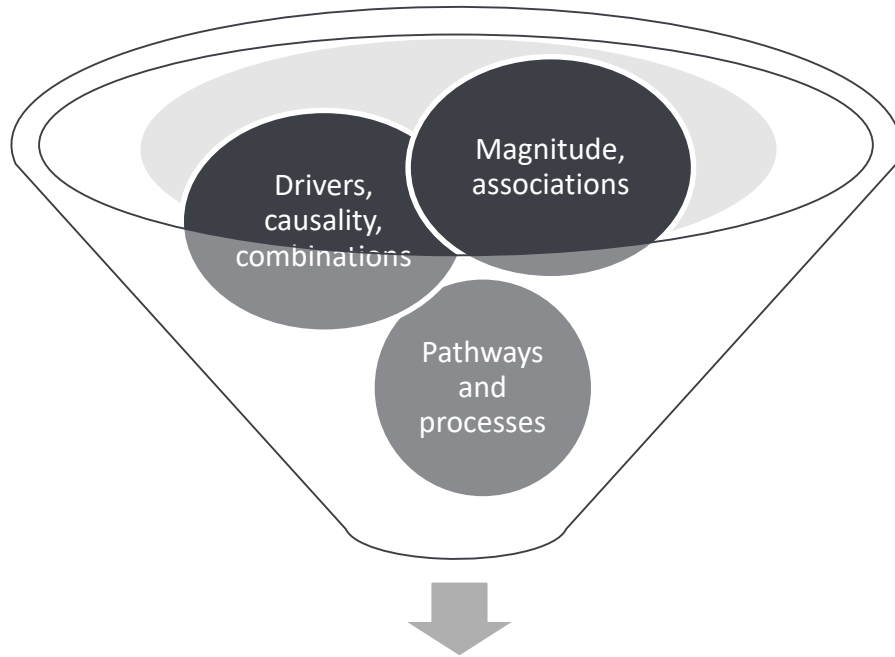 Magnitude,
associations
Drivers,
causality,
combinations
Pathways
and
processes